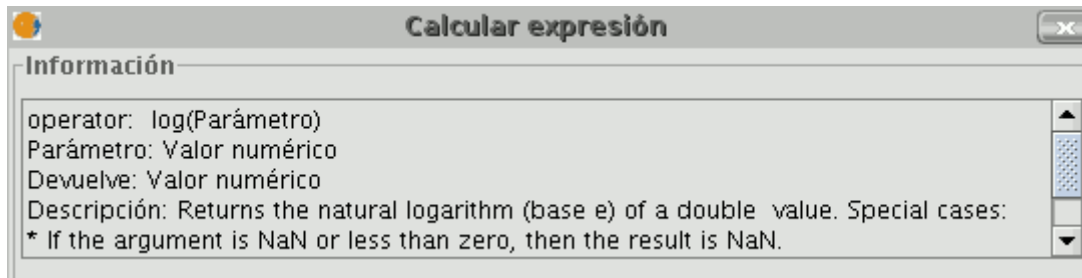 Calcular expresión
Información
operator:  log(Parámetro)
Parámetro: Valor numérico
Devuelve: Valor numérico
Descripción: Returns the natural logarithm (base e) of a double  value. Special cases:
* If the argument is NaN or less than zero, then the result is NaN.